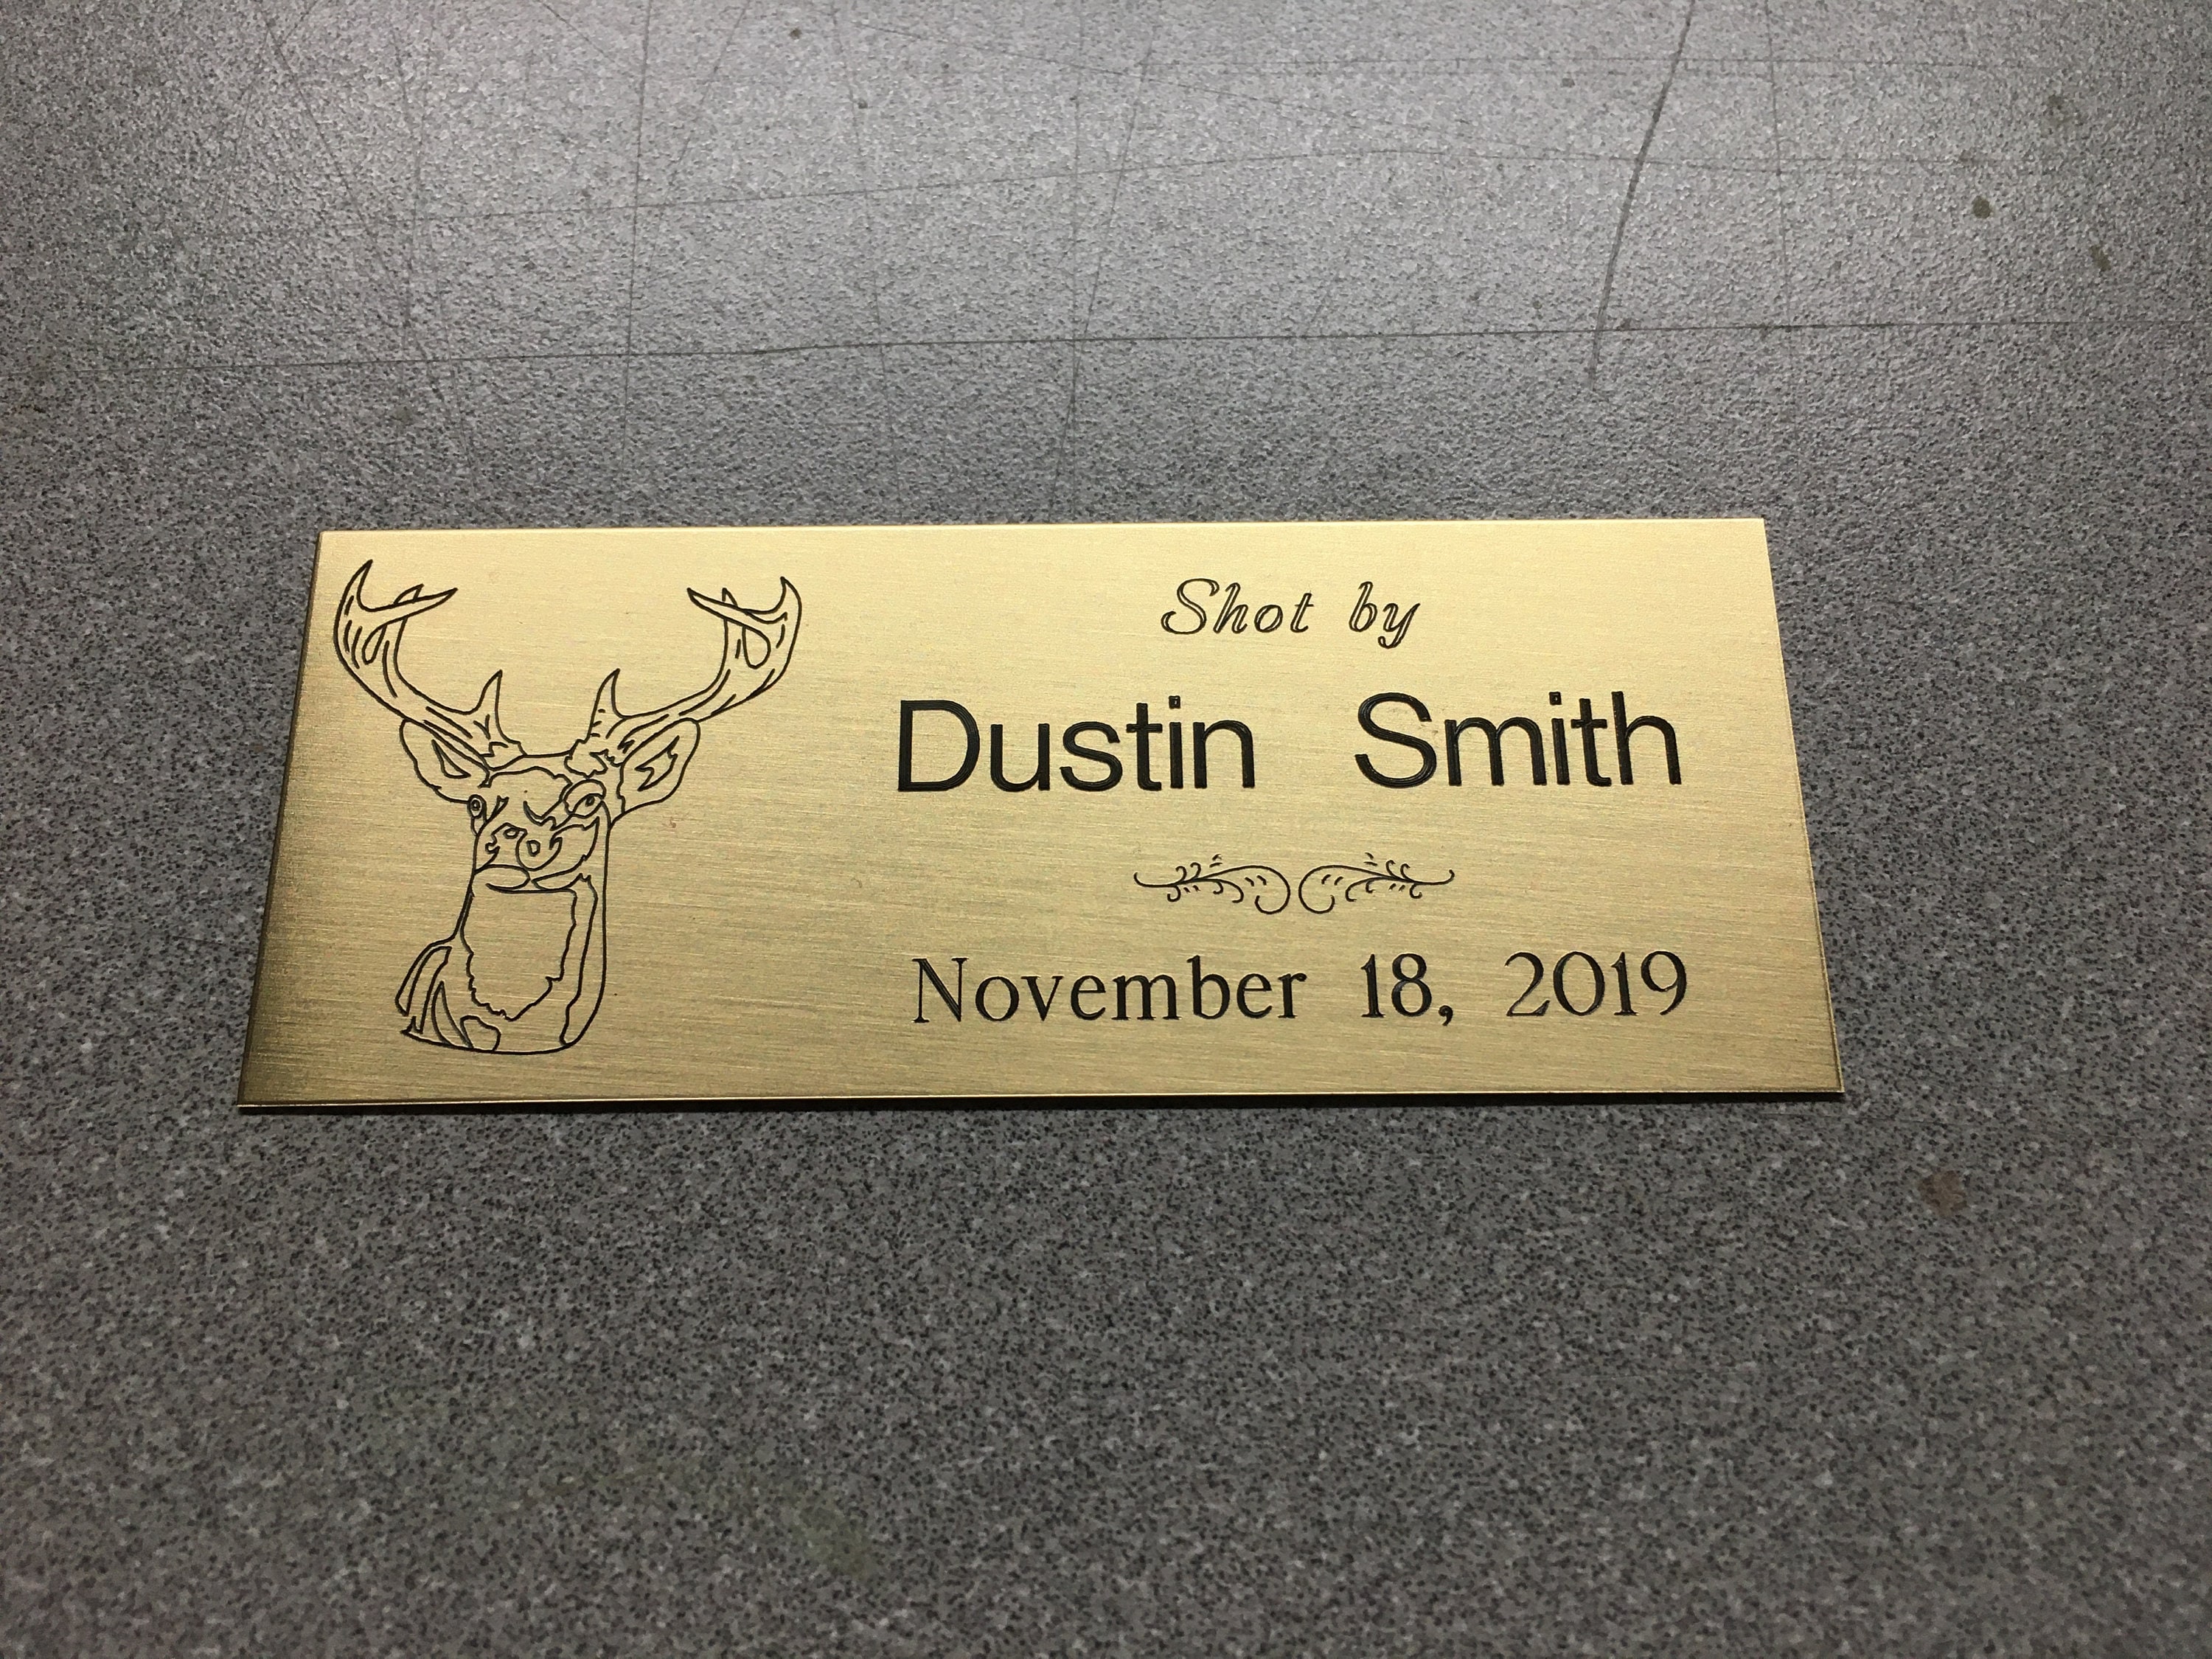 Shot by
Dustin Smith
November 18, 2019